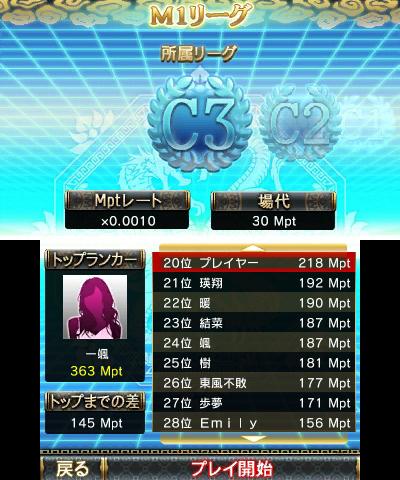 M1リーグ
所属リーグ
C3
C2
C1
Mptレート
×0.0010
場代
30 Mpt
トップランカー
一颯
363 Mpt
トップまでの差
145 Mpt
20位 プレイヤー 218 Mpt
21位 瑛翔 192 Mpt
22位 暖 190 Mpt
23位 結菜 187 Mpt
24位 颯 187 Mpt
25位 樹 181 Mpt
26位 東風不敗 177 Mpt
27位 歩夢 171 Mpt
28位 Ｅｍｉｌｙ 156 Mpt
戻る
プレイ開始